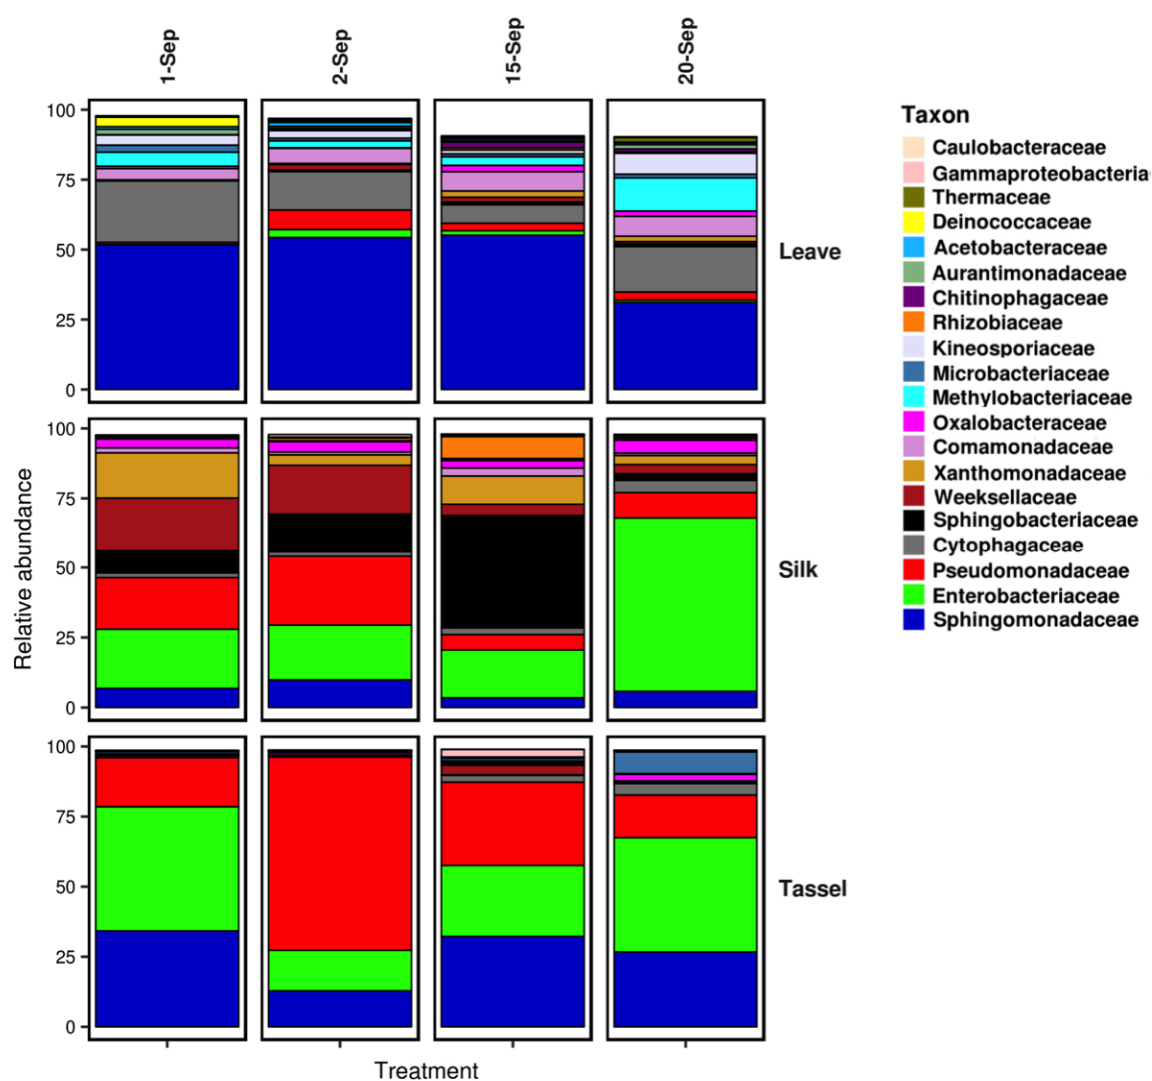 1-Sep
2-Sep
15-Sep
20-Sep
Relative abundance
100
75
50
25
0
Leave
100
75
50
25
0
Silk
100
75
50
25
0
Tassel
Treatment
Taxon
Caulobacteraceae
Gammaproteobacteria
Thermaceae
Deinococcaceae
Acetobacteraceae
Aurantimonadaceae
Chitinophagaceae
Rhizobiaceae
Kineosporiaceae
Microbacteriaceae
Methylobacteriaceae
Oxalobacteraceae
Comamonadaceae
Xanthomonadaceae
Weeksellaceae
Sphingobacteriaceae
Cytophagaceae
Pseudomonadaceae
Enterobacteriaceae
Sphingomonadaceae